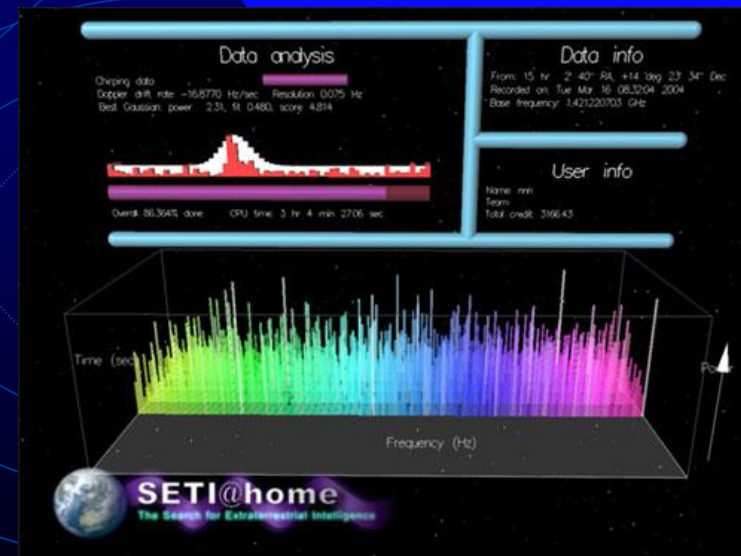 Data analysis
Chirping data
Doppler drift rate -16.8770 Hz/sec Resolution 0.075 Hz
Best Gaussian: power 2.31, fit 0.480, score 4.814
Overall 86.364% done CPU time: 3 hr 4 min 27.06 sec
Data info
From: 15 hr 2' 40" RA, +14 deg 23' 34" Dec
Recorded on: Tue Mar 16 08:32:04 2004
Base frequency: 1.421220703 GHz
User info
Name: nnn
Team:
Total credit: 3166.43
Time (sec)
Power
Frequency (Hz)
SETI@home
The Search for Extraterrestrial Intelligence